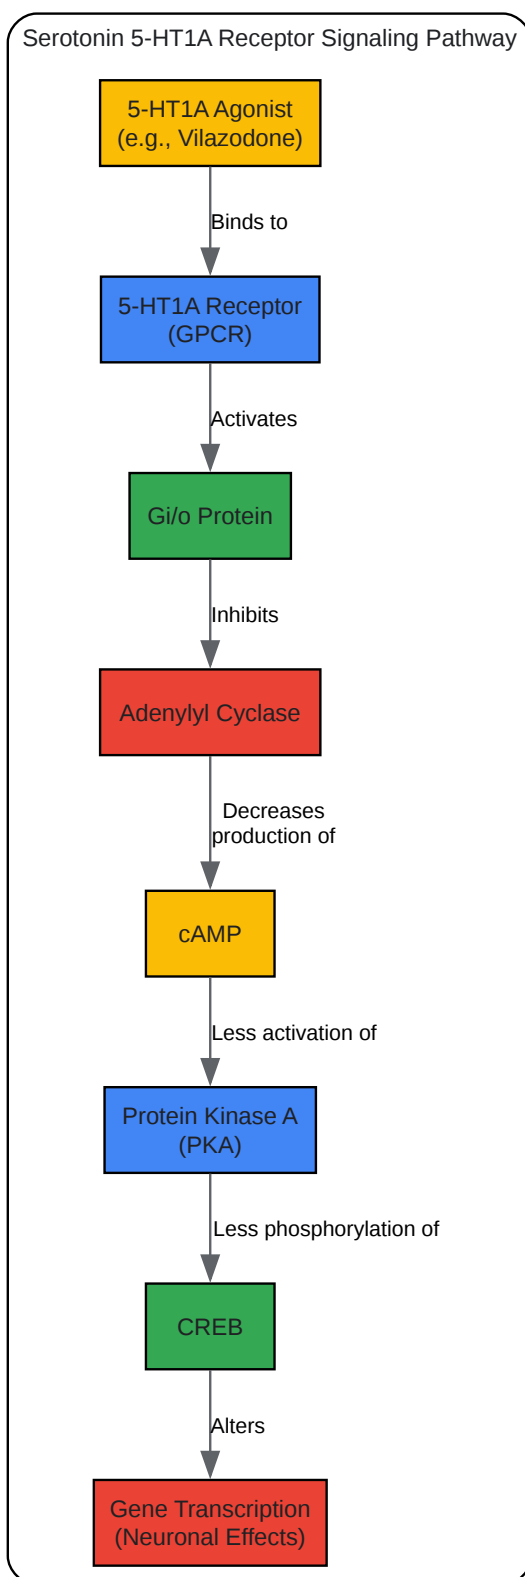 Serotonin 5-HT1A Receptor Signaling Pathway
5-HT1A Agonist
(e.g., Vilazodone)
Binds to
5-HT1A Receptor
(GPCR)
Activates
Gi/o Protein
Inhibits
Adenylyl Cyclase
Decreases
production of
cAMP
Less activation of
Protein Kinase A
(PKA)
Less phosphorylation of
CREB
Alters
Gene Transcription
(Neuronal Effects)